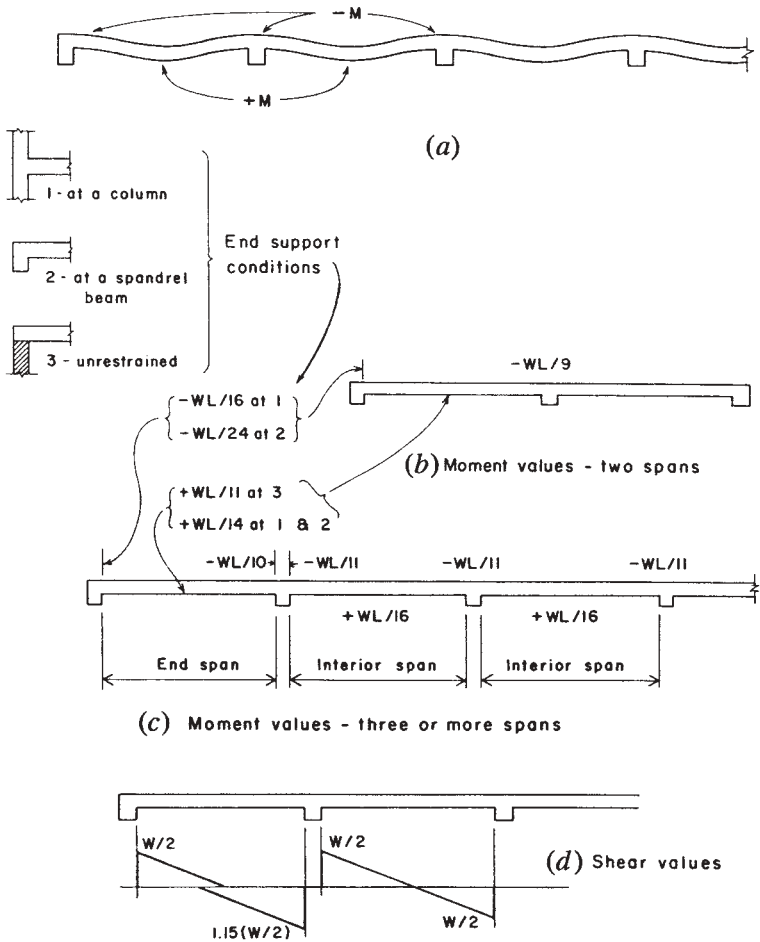 -M
+M
(a)
1 - at a column
2 - at a spandrel
beam
3 - unrestrained
End support
conditions
-WL/9
-WL/16 at 1
-WL/24 at 2
(b) Moment values - two spans
+WL/11 at 3
+WL/14 at 1 & 2
-WL/10 -WL/11 -WL/11 -WL/11
+WL/16 +WL/16
End span Interior span Interior span
(c) Moment values - three or more spans
W/2 W/2
(d) Shear values
1.15(W/2) W/2